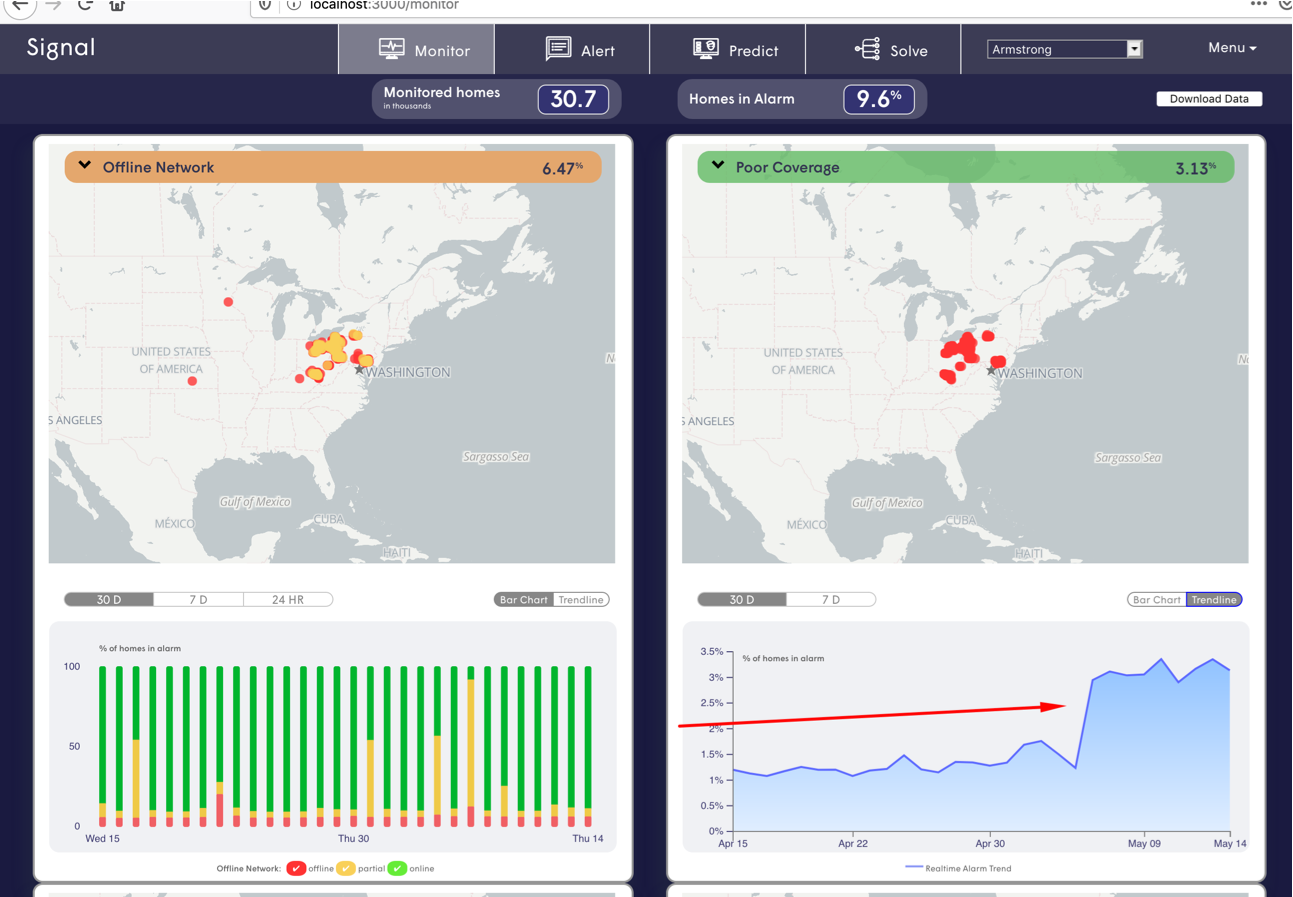 localhost:3000/monitor
Signal
Monitor
Alert
Predict
Solve
Armstrong
Menu
Monitored homes
in thousands
30.7
Homes in Alarm
9.6%
Download Data
Offline Network
6.47%
UNITED STATES
OF AMERICA
WASHINGTON
S ANGELES
Sargasso Sea
Gulf of Mexico
MÉXICO
CUBA
HAITI
N
30 D
7 D
24 HR
Bar Chart
Trendline
% of homes in alarm
100
50
0
Wed 15
Thu 30
Thu 14
Offline Network:
offline
partial
online
Poor Coverage
3.13%
UNITED STATES
OF AMERICA
WASHINGTON
S ANGELES
Sargasso Sea
Gulf of Mexico
MÉXICO
CUBA
HAITI
No
30 D
7 D
Bar Chart
Trendline
% of homes in alarm
3.5%
3%
2.5%
2%
1.5%
1%
0.5%
0%
Apr 15
Apr 22
Apr 30
May 09
May 14
Realtime Alarm Trend